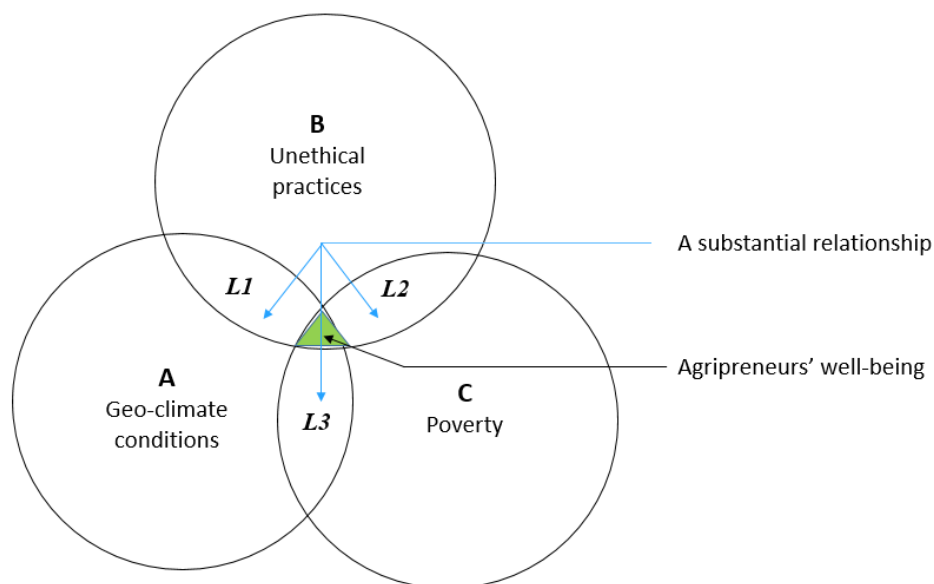 B
Unethical
practices
A substantial relationship
L1
L2
Agripreneurs’ well-being
A
Geo-climate
conditions
C
Poverty
L3